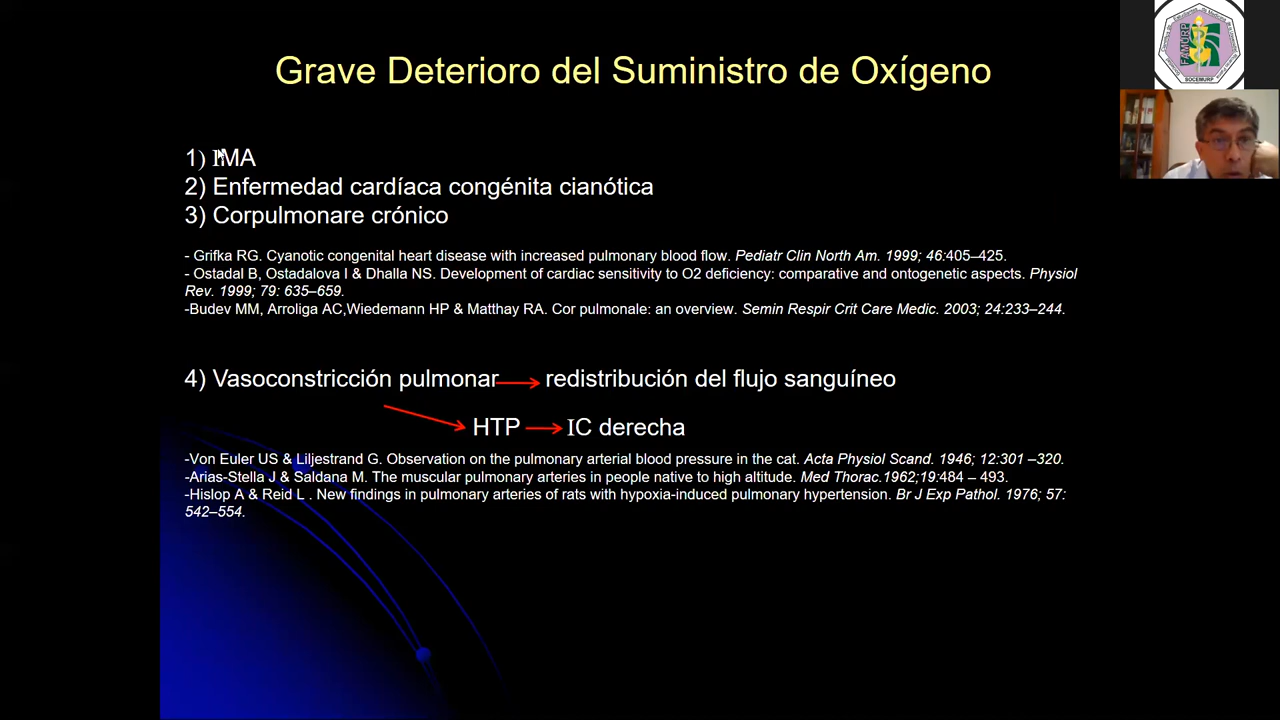 Grave Deterioro del Suministro de Oxígeno
1) IMA
2) Enfermedad cardíaca congénita cianótica
3) Corpulmonare crónico
- Grifka RG. Cyanotic congenital heart disease with increased pulmonary blood flow. Pediatr Clin North Am. 1999; 46:405–425.
- Ostadal B, Ostadalova I & Dhalla NS. Development of cardiac sensitivity to O2 deficiency: comparative and ontogenetic aspects. Physiol
Rev. 1999; 79: 635–659.
-Budev MM, Arroliga AC,Wiedemann HP & Matthay RA. Cor pulmonale: an overview. Semin Respir Crit Care Medic. 2003; 24:233–244.
4) Vasoconstricción pulmonar redistribución del flujo sanguíneo
HTP IC derecha
-Von Euler US & Liljestrand G. Observation on the pulmonary arterial blood pressure in the cat. Acta Physiol Scand. 1946; 12:301 –320.
-Arias-Stella J & Saldana M. The muscular pulmonary arteries in people native to high altitude. Med Thorac.1962;19:484 – 493.
-Hislop A & Reid L . New findings in pulmonary arteries of rats with hypoxia-induced pulmonary hypertension. Br J Exp Pathol. 1976; 57:
542–554.
FAMURP
SOCEMURP